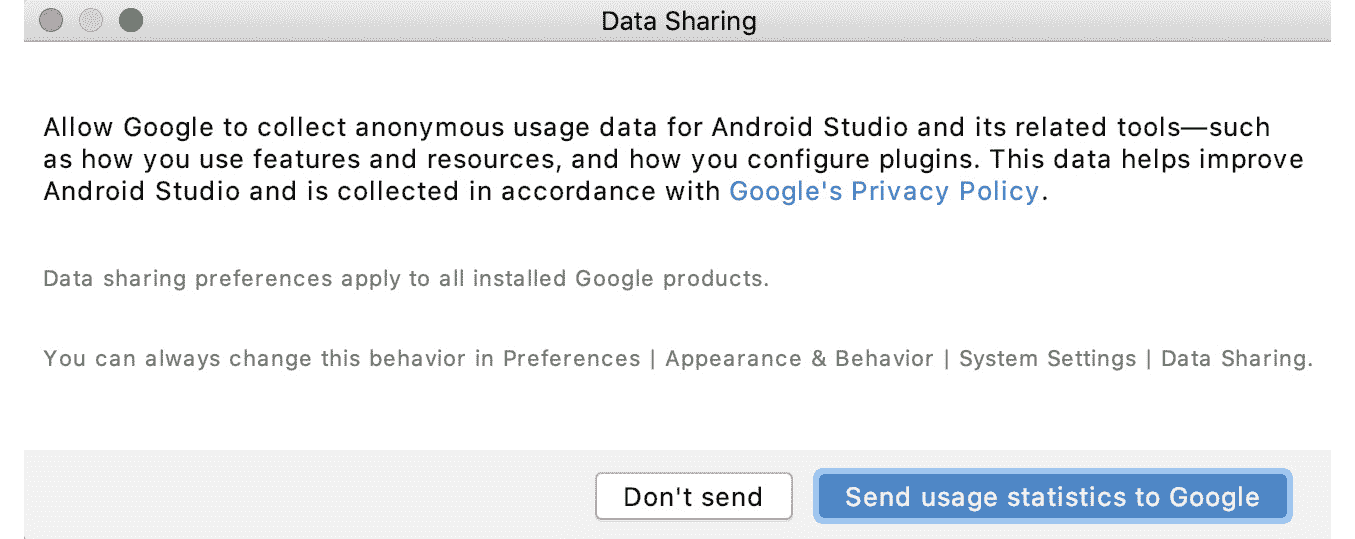 Data Sharing
Allow Google to collect anonymous usage data for Android Studio and its related tools—such
as how you use features and resources, and how you configure plugins. This data helps improve
Android Studio and is collected in accordance with Google's Privacy Policy.
Data sharing preferences apply to all installed Google products.
You can always change this behavior in Preferences | Appearance & Behavior | System Settings | Data Sharing.
Don't send
Send usage statistics to Google